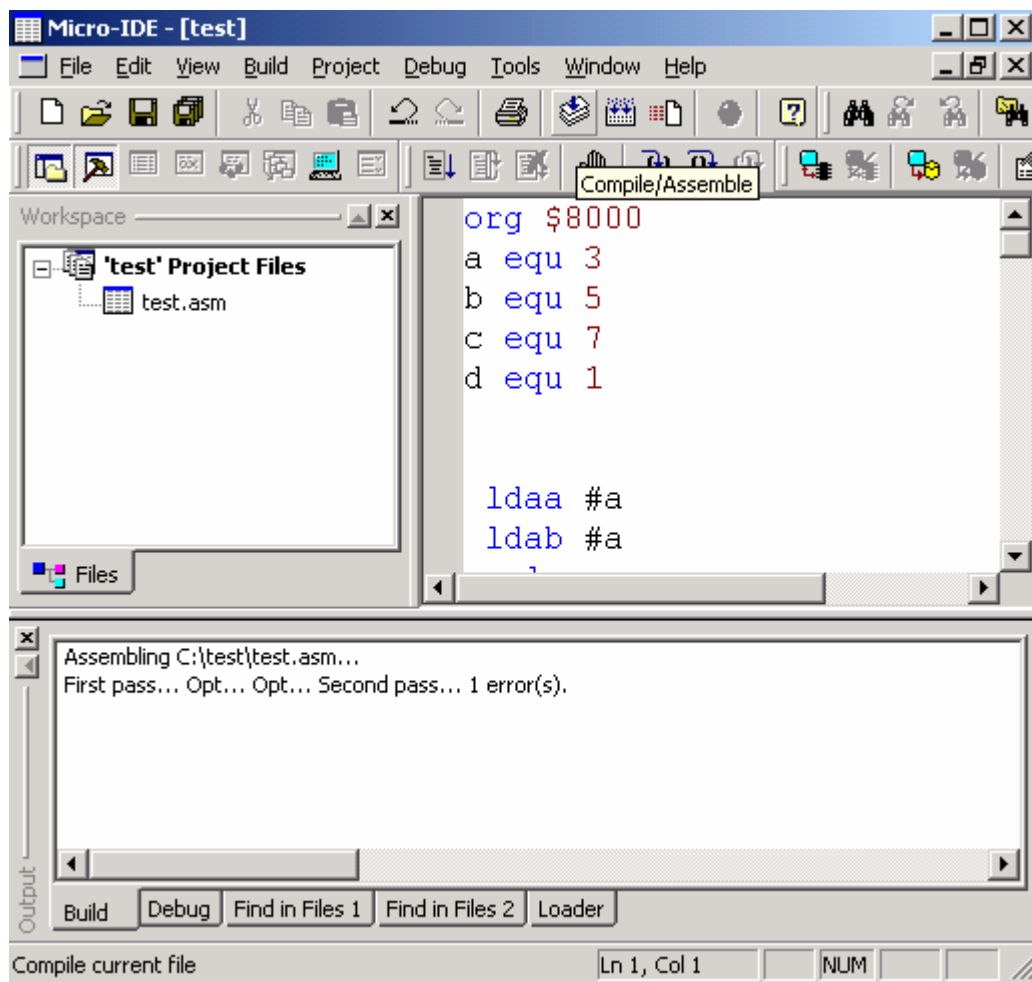 Micro-IDE - [test]
File Edit View Build Project Debug Tools Window Help
Compile/Assemble
Workspace
'test' Project Files
test.asm
Files
org $8000
a equ 3
b equ 5
c equ 7
d equ 1
ldaa #a
ldab #a
Assembling C:\test\test.asm...
First pass... Opt... Opt... Second pass... 1 error(s).
Output
Build Debug Find in Files 1 Find in Files 2 Loader
Compile current file Ln 1, Col 1 NUM